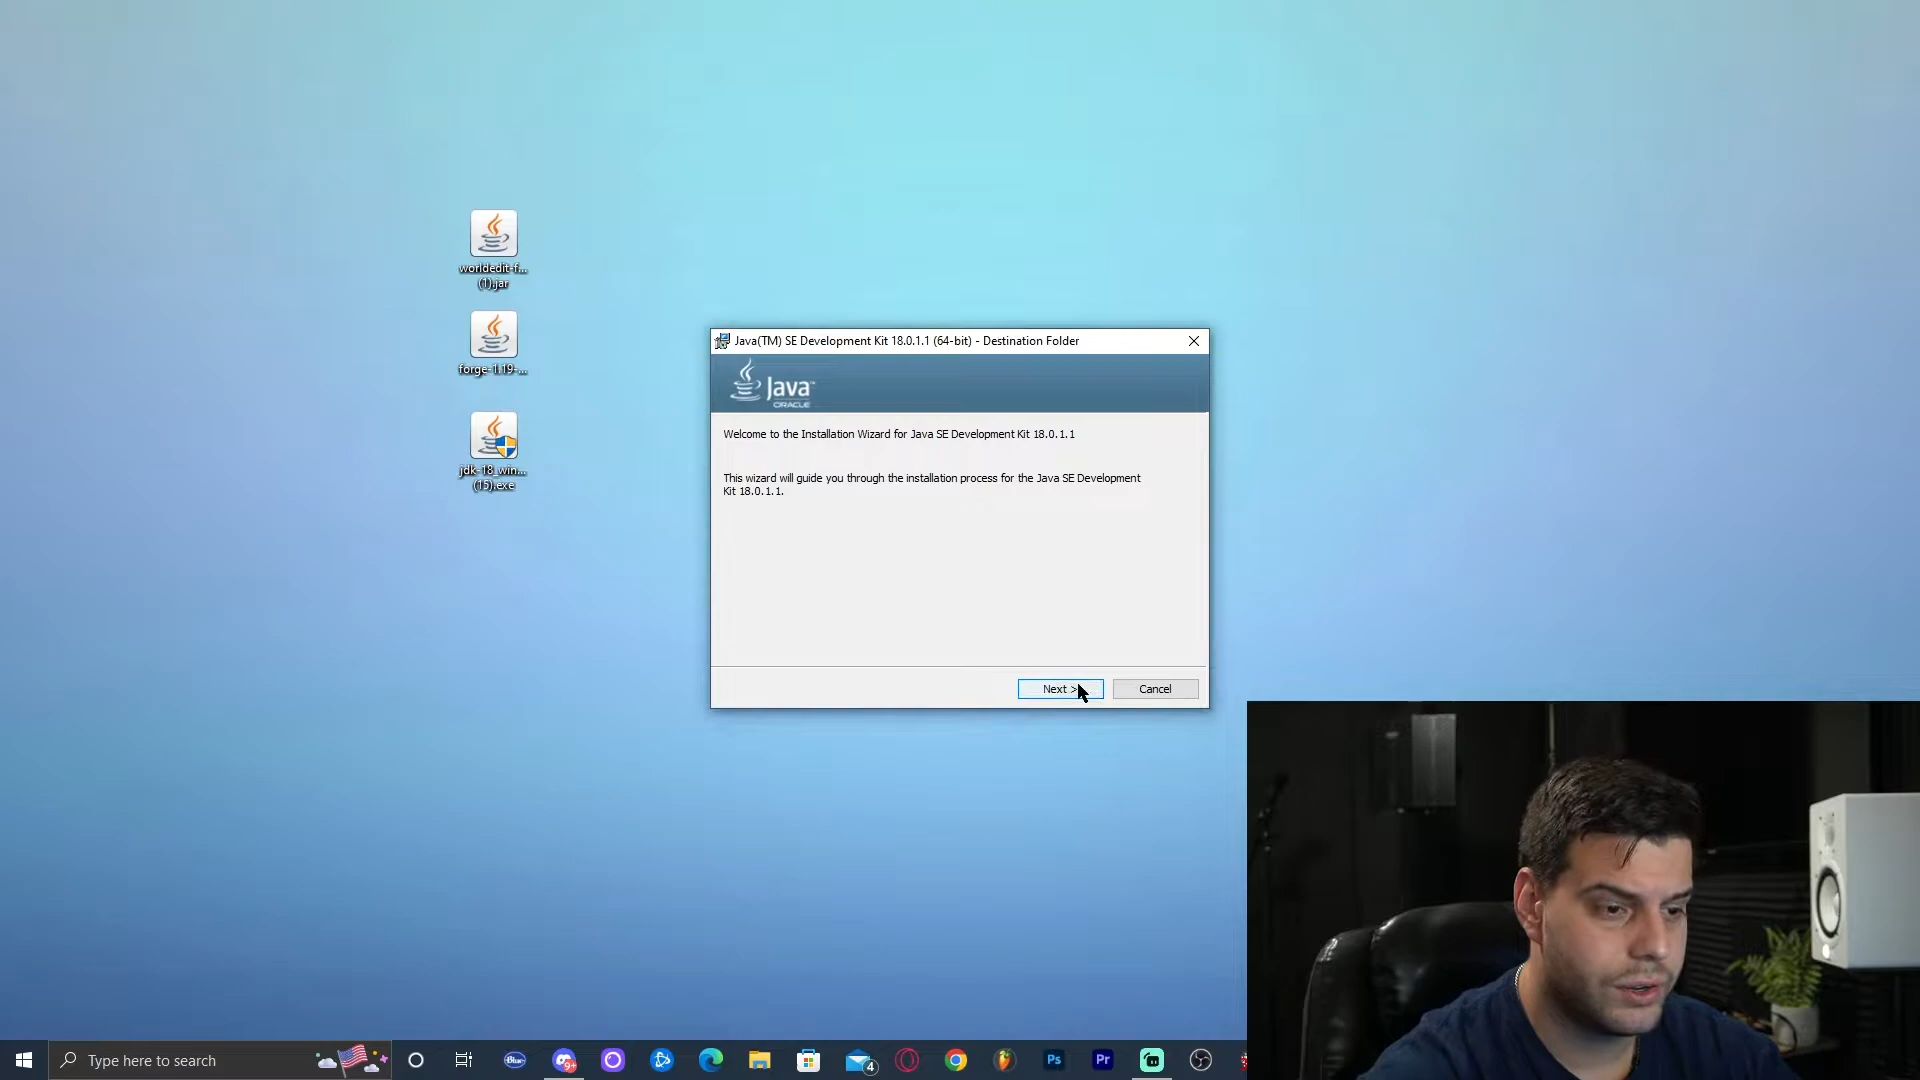 worldedit-f...
(1).jar
forge-1.19-...
jdk-18_win...
(15).exe
Java(TM) SE Development Kit 18.0.1.1 (64-bit) - Destination Folder
Java™
ORACLE
Welcome to the Installation Wizard for Java SE Development Kit 18.0.1.1
This wizard will guide you through the installation process for the Java SE Development
Kit 18.0.1.1.
Next >
Cancel
Type here to search
Blue
9+
4
Ps
Pr